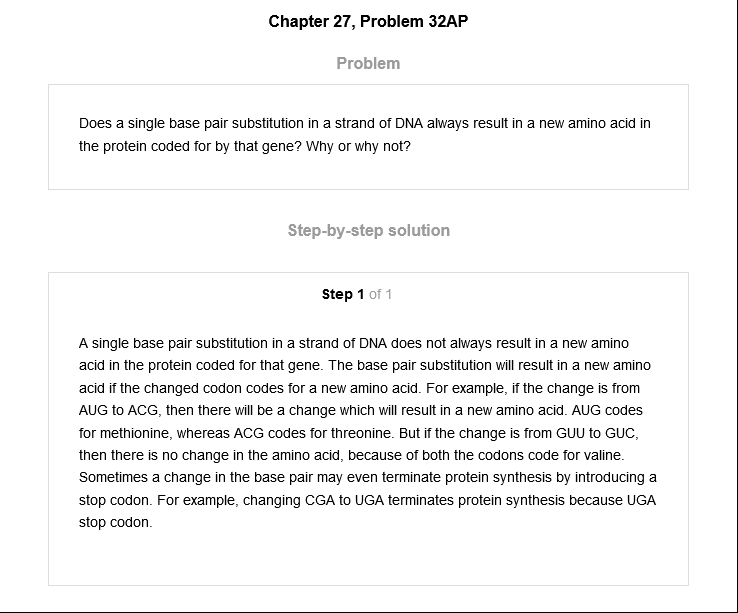 Chapter 27, Problem 32AP
Problem
Does a single base pair substitution in a strand of DNA always result in a new amino acid in
the protein coded for by that gene? Why or why not?
Step-by-step solution
Step 1 of 1
A single base pair substitution in a strand of DNA does not always result in a new amino
acid in the protein coded for that gene. The base pair substitution will result in a new amino
acid if the changed codon codes for a new amino acid. For example, if the change is from
AUG to ACG, then there will be a change which will result in a new amino acid. AUG codes
for methionine, whereas ACG codes for threonine. But if the change is from GUU to GUC,
then there is no change in the amino acid, because of both the codons code for valine.
Sometimes a change in the base pair may even terminate protein synthesis by introducing a
stop codon. For example, changing CGA to UGA terminates protein synthesis because UGA
stop codon.